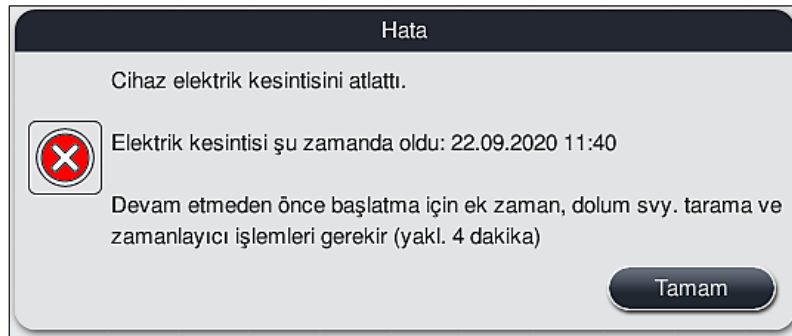 Hata
Cihaz elektrik kesintisini atlattı.
Elektrik kesintisi şu zamanda oldu: 22.09.2020 11:40
Devam etmeden önce başlatma için ek zaman, dolum svy. tarama ve
zamanlayıcı işlemleri gerekir (yakl. 4 dakika)
Tamam